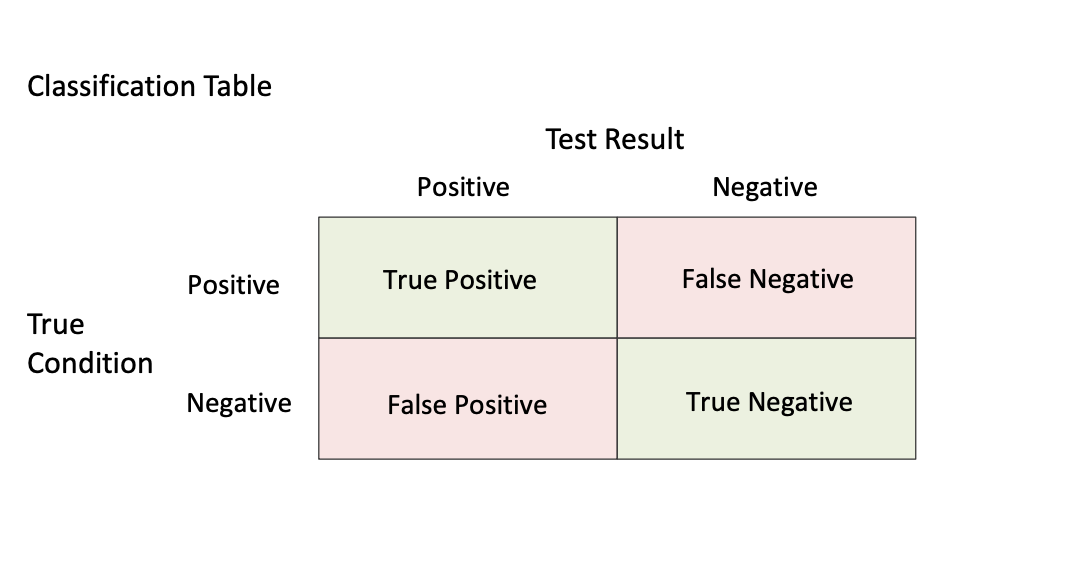 Classification Table
Test Result
Positive Negative
Positive True Positive False Negative
True
Condition
Negative False Positive True Negative